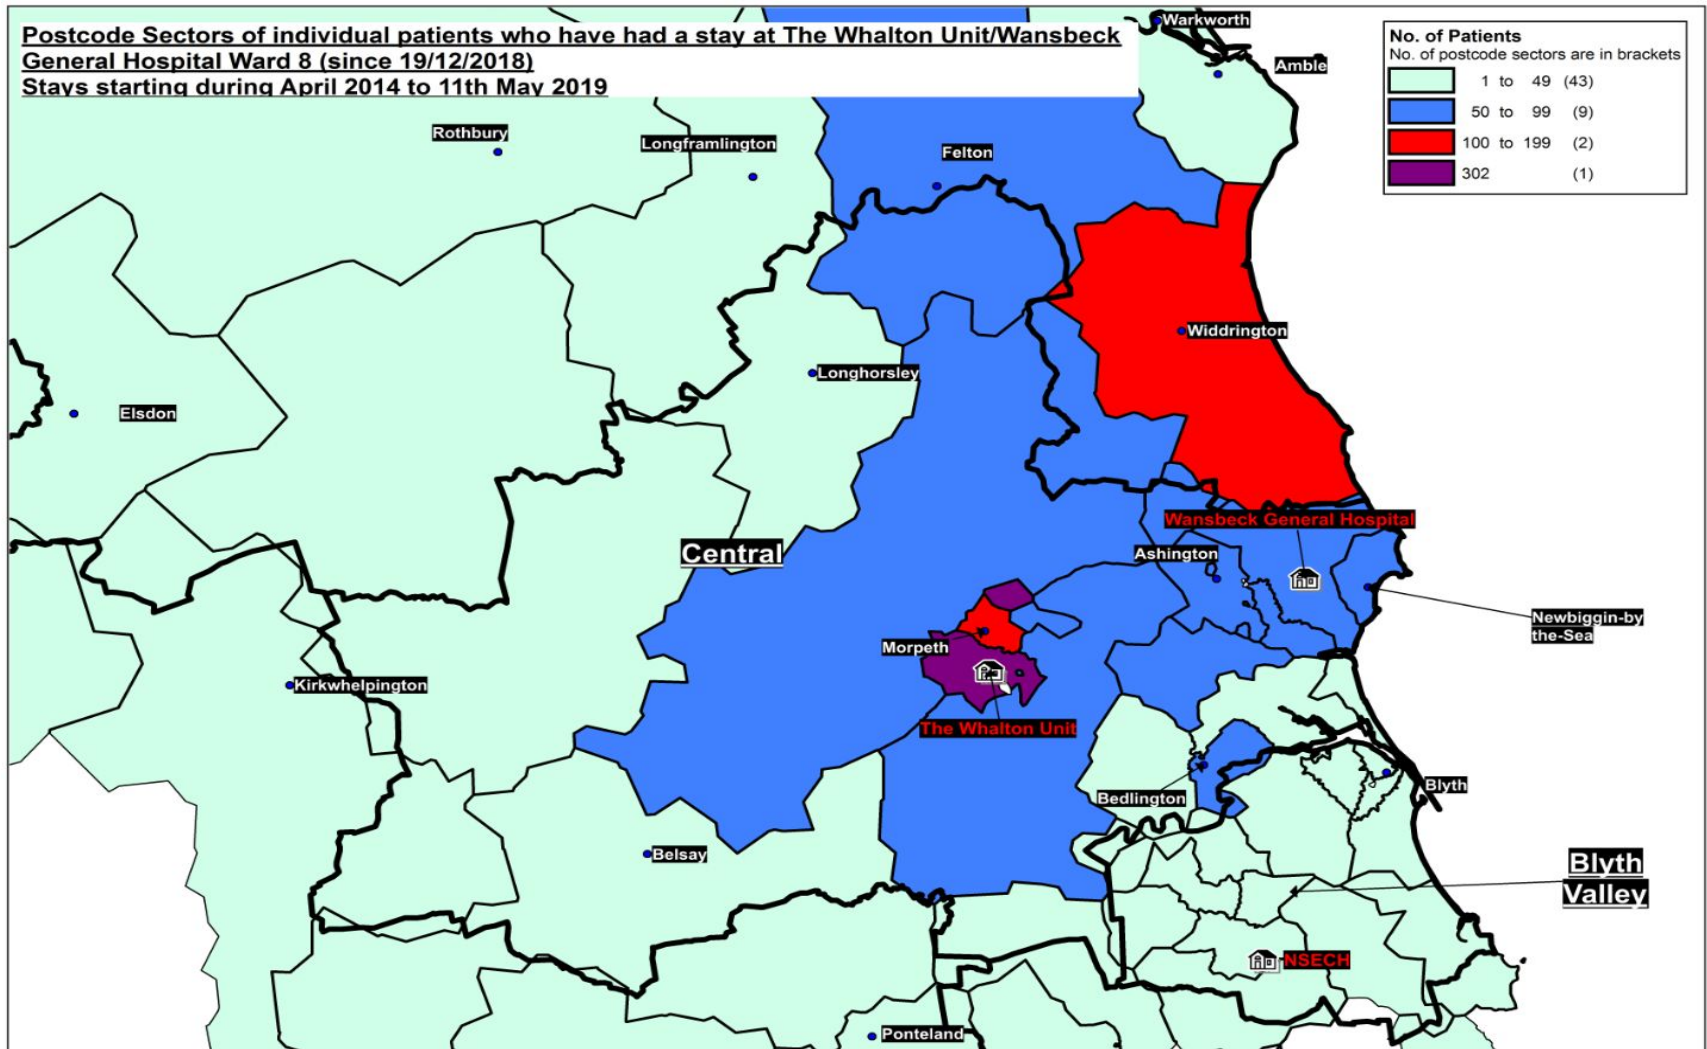 Postcode Sectors of individual patients who have had a stay at The Whalton Unit/Wansbeck
General Hospital Ward 8 (since 19/12/2018)
Stays starting during April 2014 to 11th May 2019
No. of Patients
No. of postcode sectors are in brackets
1 to 49 (43)
50 to 99 (9)
100 to 199 (2)
302 (1)
Warkworth
Amble
Rothbury
Longframlington
Felton
Widdrington
Longhorsley
Elsdon
Wansbeck General Hospital
Central
Ashington
Newbiggin-by
the-Sea
Morpeth
Kirkwhelpington
The Whalton Unit
Bedlington
Blyth
Belsay
Blyth
Valley
NSECH
Ponteland